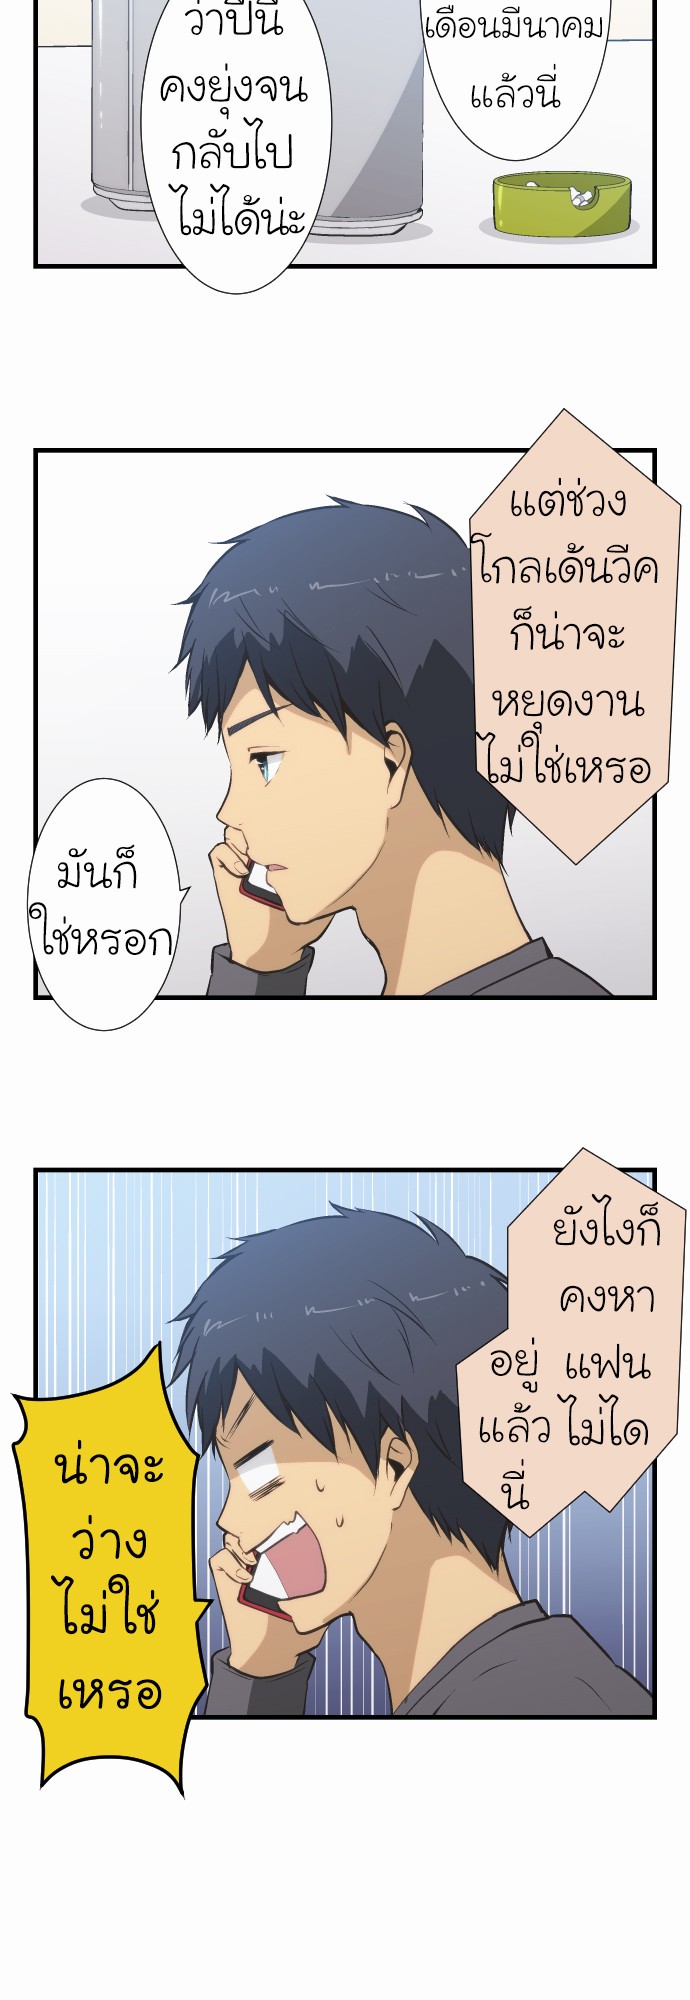 เดือนมีนาคม
แล้วนี่
ว่าปีนี้
คงยุ่งจน
กลับไป
ไม่ได้น่ะ
แต่ช่วง
โกลเด้นวีค
ก็น่าจะ
หยุดงาน
ไม่ใช่เหรอ
มันก็
ใช่หรอก
ยังไงก็
คงหา
แฟน
ไม่ได
อยู่
แล้ว
นี่
น่าจะ
ว่าง
ไม่ใช่
เหรอ